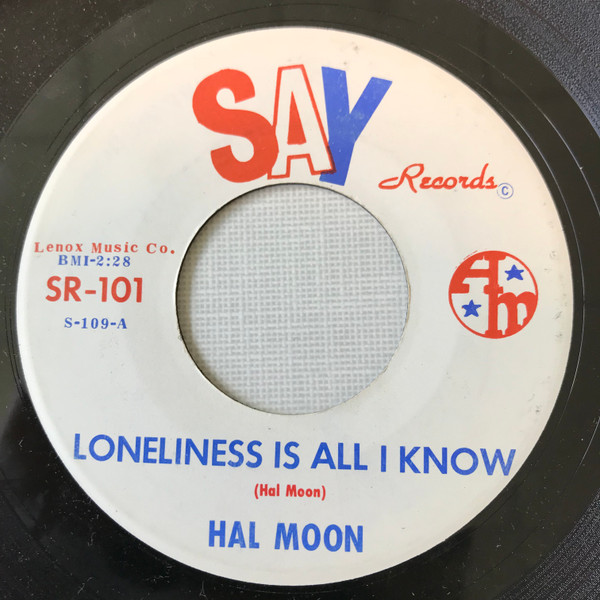 SAY
Records ©
Lenox Music Co.
BMI-2:28
SR-101
S-109-A
Am
LONELINESS IS ALL I KNOW
(Hal Moon)
HAL MOON